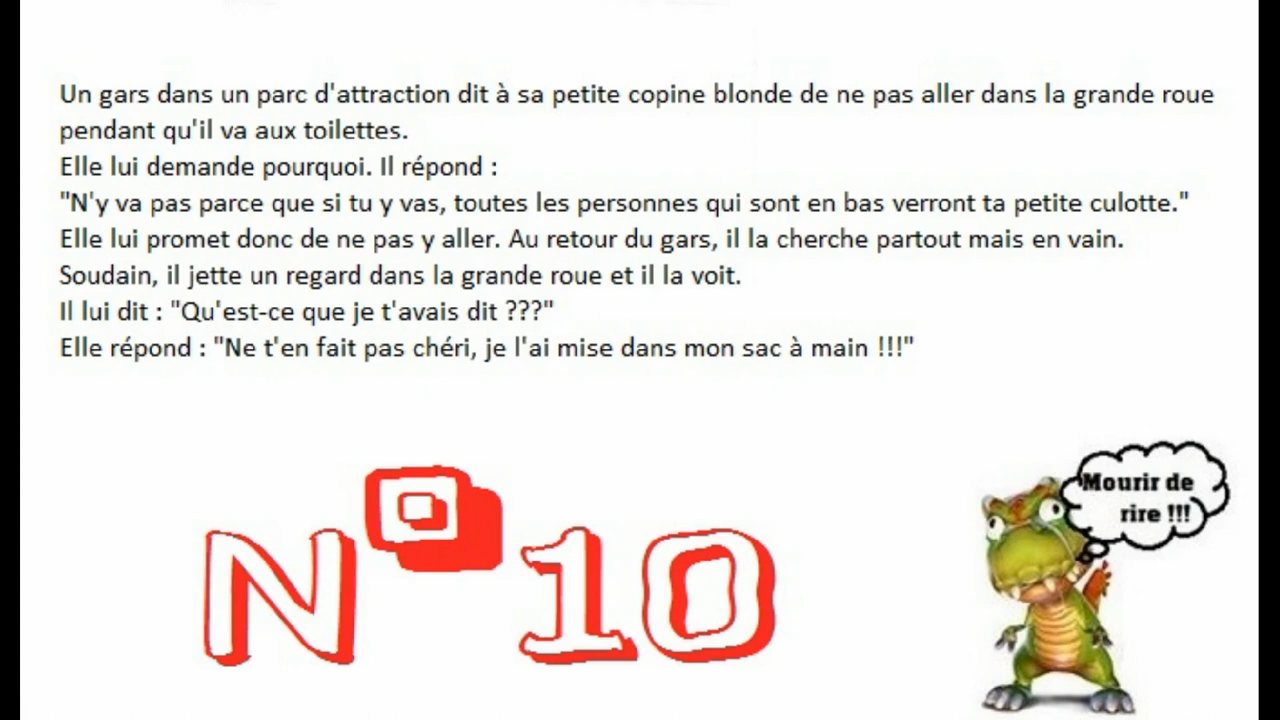 Un gars dans un parc d'attraction dit à sa petite copine blonde de ne pas aller dans la grande roue
pendant qu'il va aux toilettes.
Elle lui demande pourquoi. Il répond :
"N'y va pas parce que si tu y vas, toutes les personnes qui sont en bas verront ta petite culotte."
Elle lui promet donc de ne pas y aller. Au retour du gars, il la cherche partout mais en vain.
Soudain, il jette un regard dans la grande roue et il la voit.
Il lui dit : "Qu'est-ce que je t'avais dit ???"
Elle répond : "Ne t'en fait pas chéri, je l'ai mise dans mon sac à main !!!"
Mourir de
rire !!!
N° 10